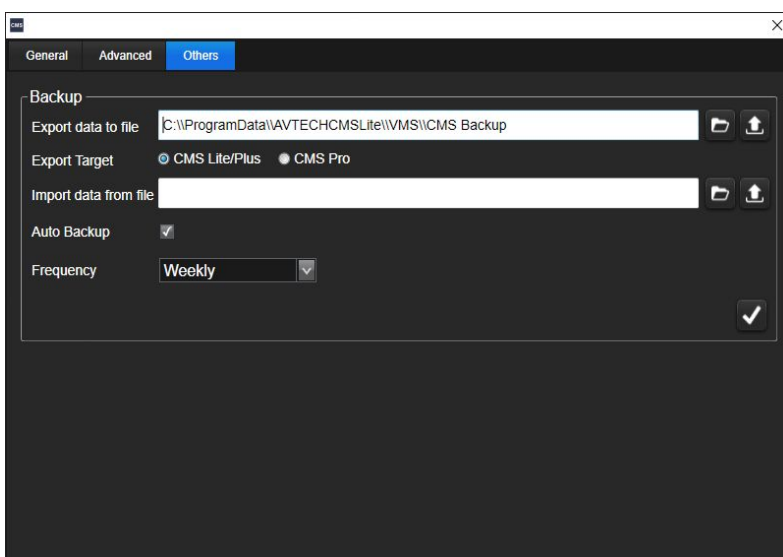 CMS
General Advanced Others
Backup
Export data to file C:\\ProgramData\\AVTECHCMSLite\\VMS\\CMS Backup
Export Target CMS Lite/Plus CMS Pro
Import data from file
Auto Backup
Frequency Weekly